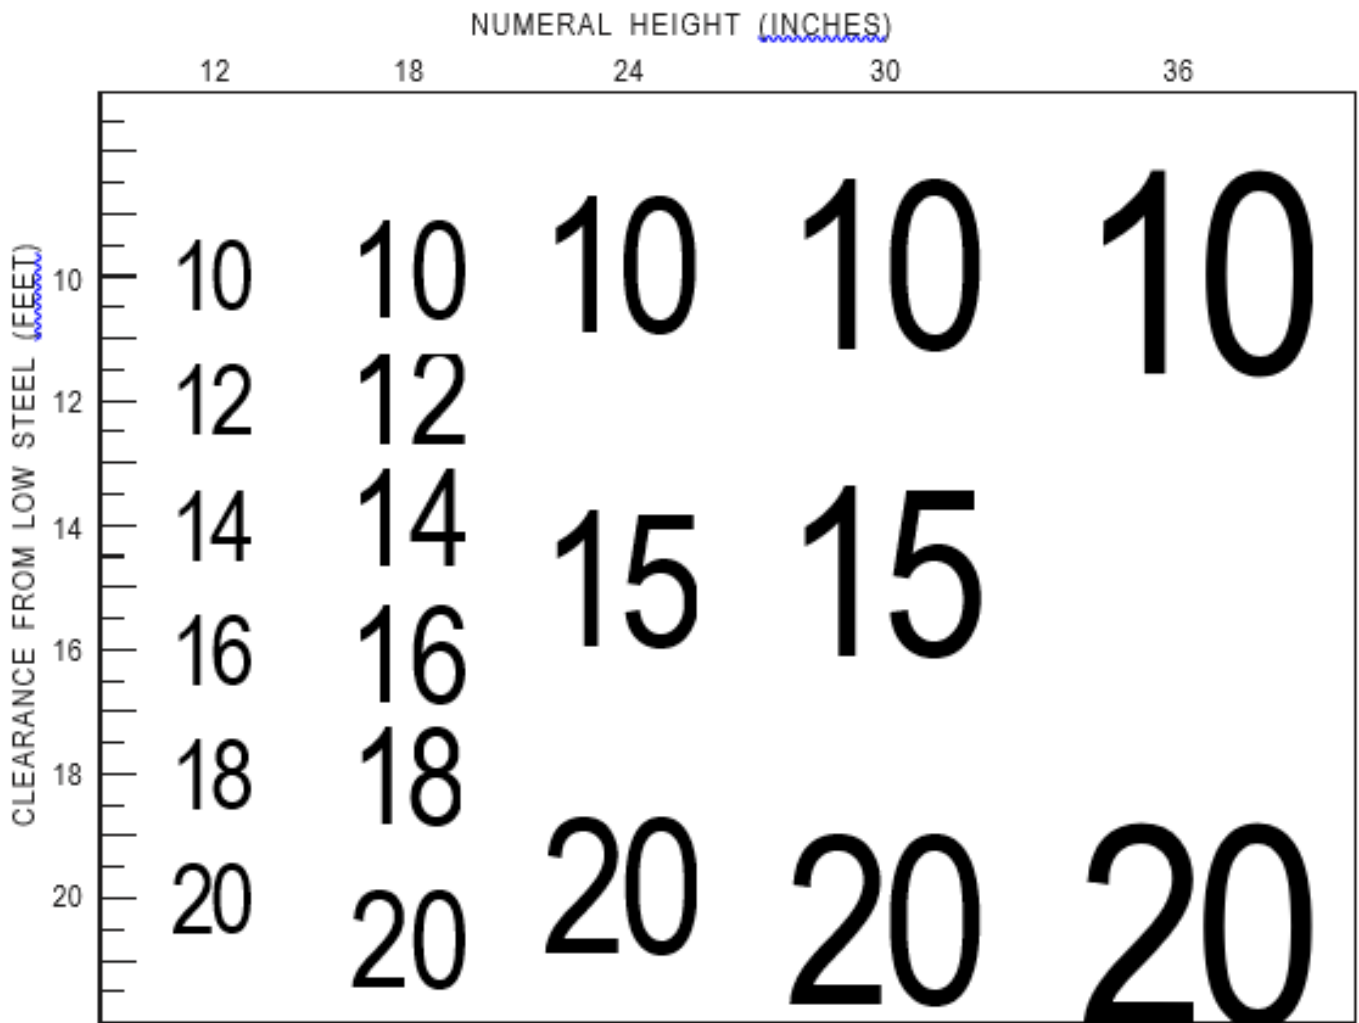 NUMERAL HEIGHT (INCHES)
12 18 24 30 36
CLEARANCE FROM LOW STEEL (FEET)
10 10 10 10 10 10
12 12 12
14 14 14
15 15
16 16 16
18 18 18
20 20 20 20 20 20